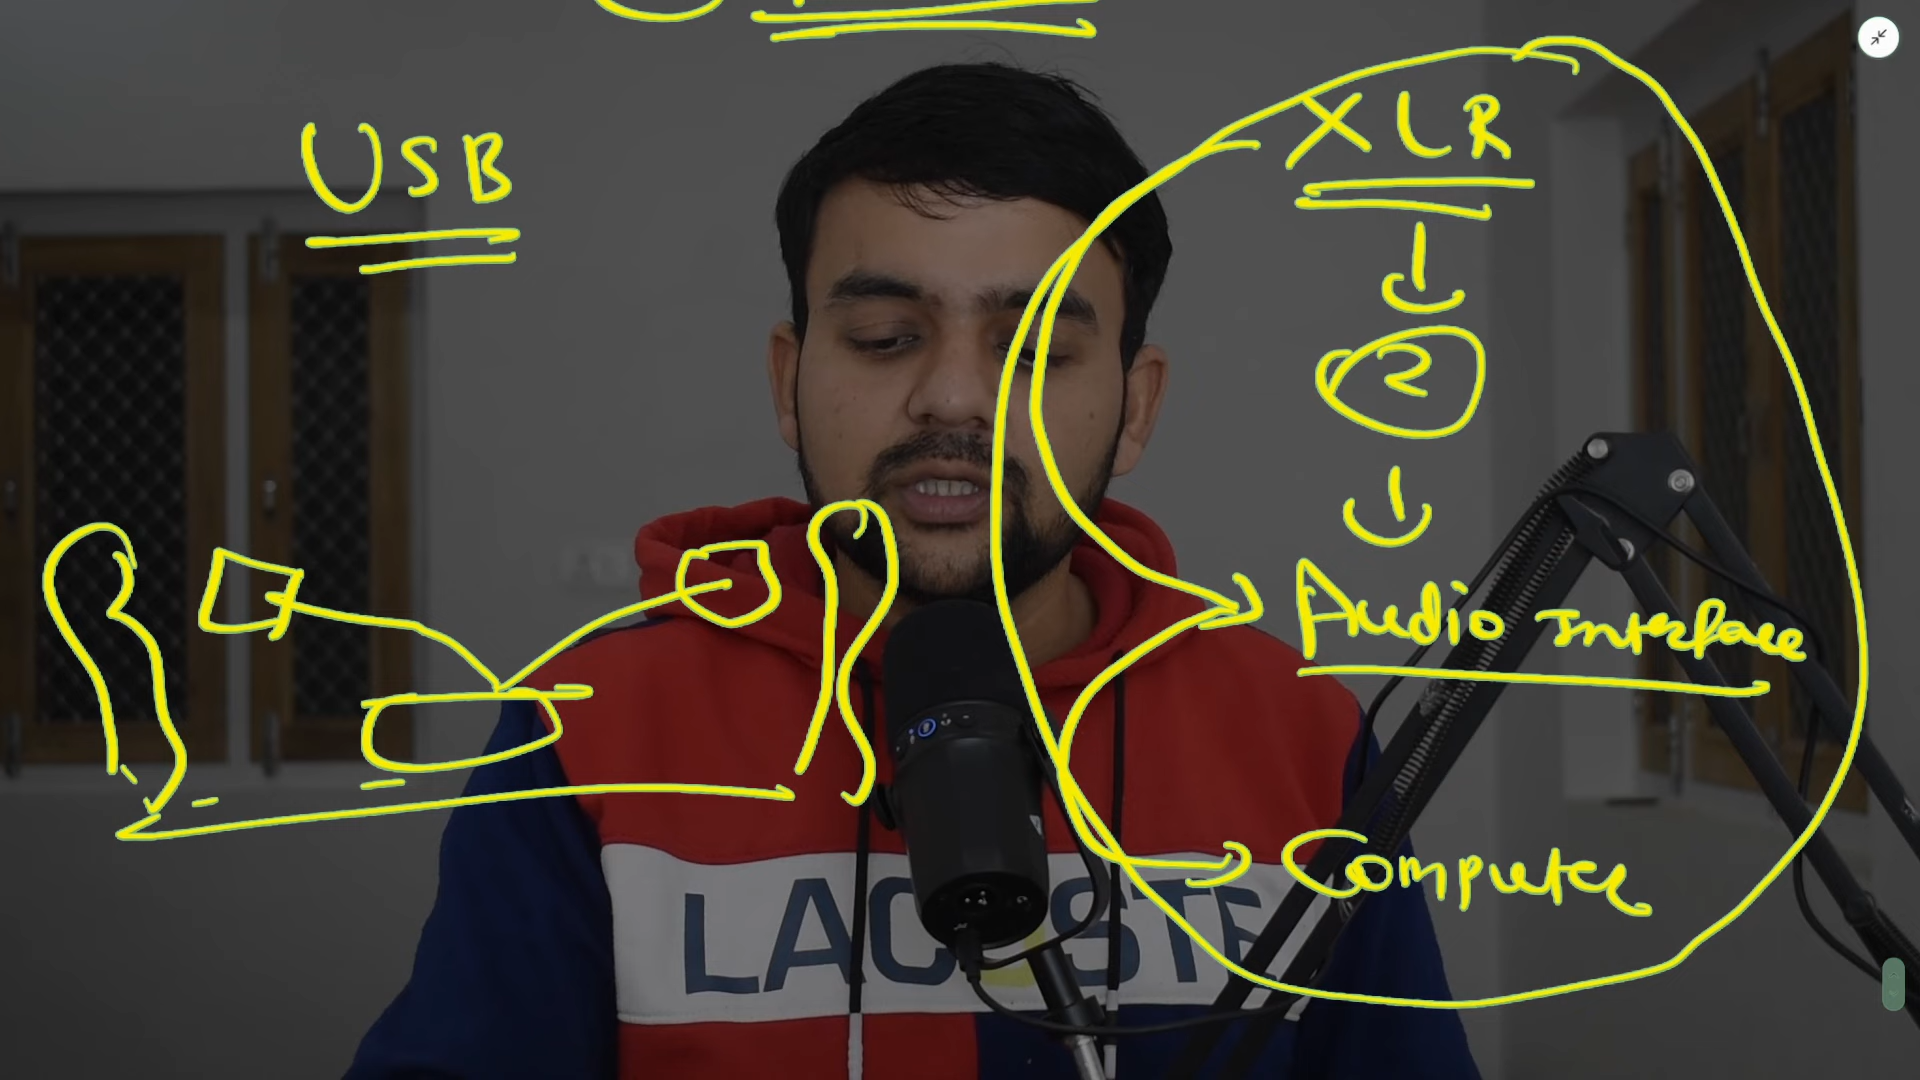 USB
XLR
2
Audio Interface
Computer
LACOSTE